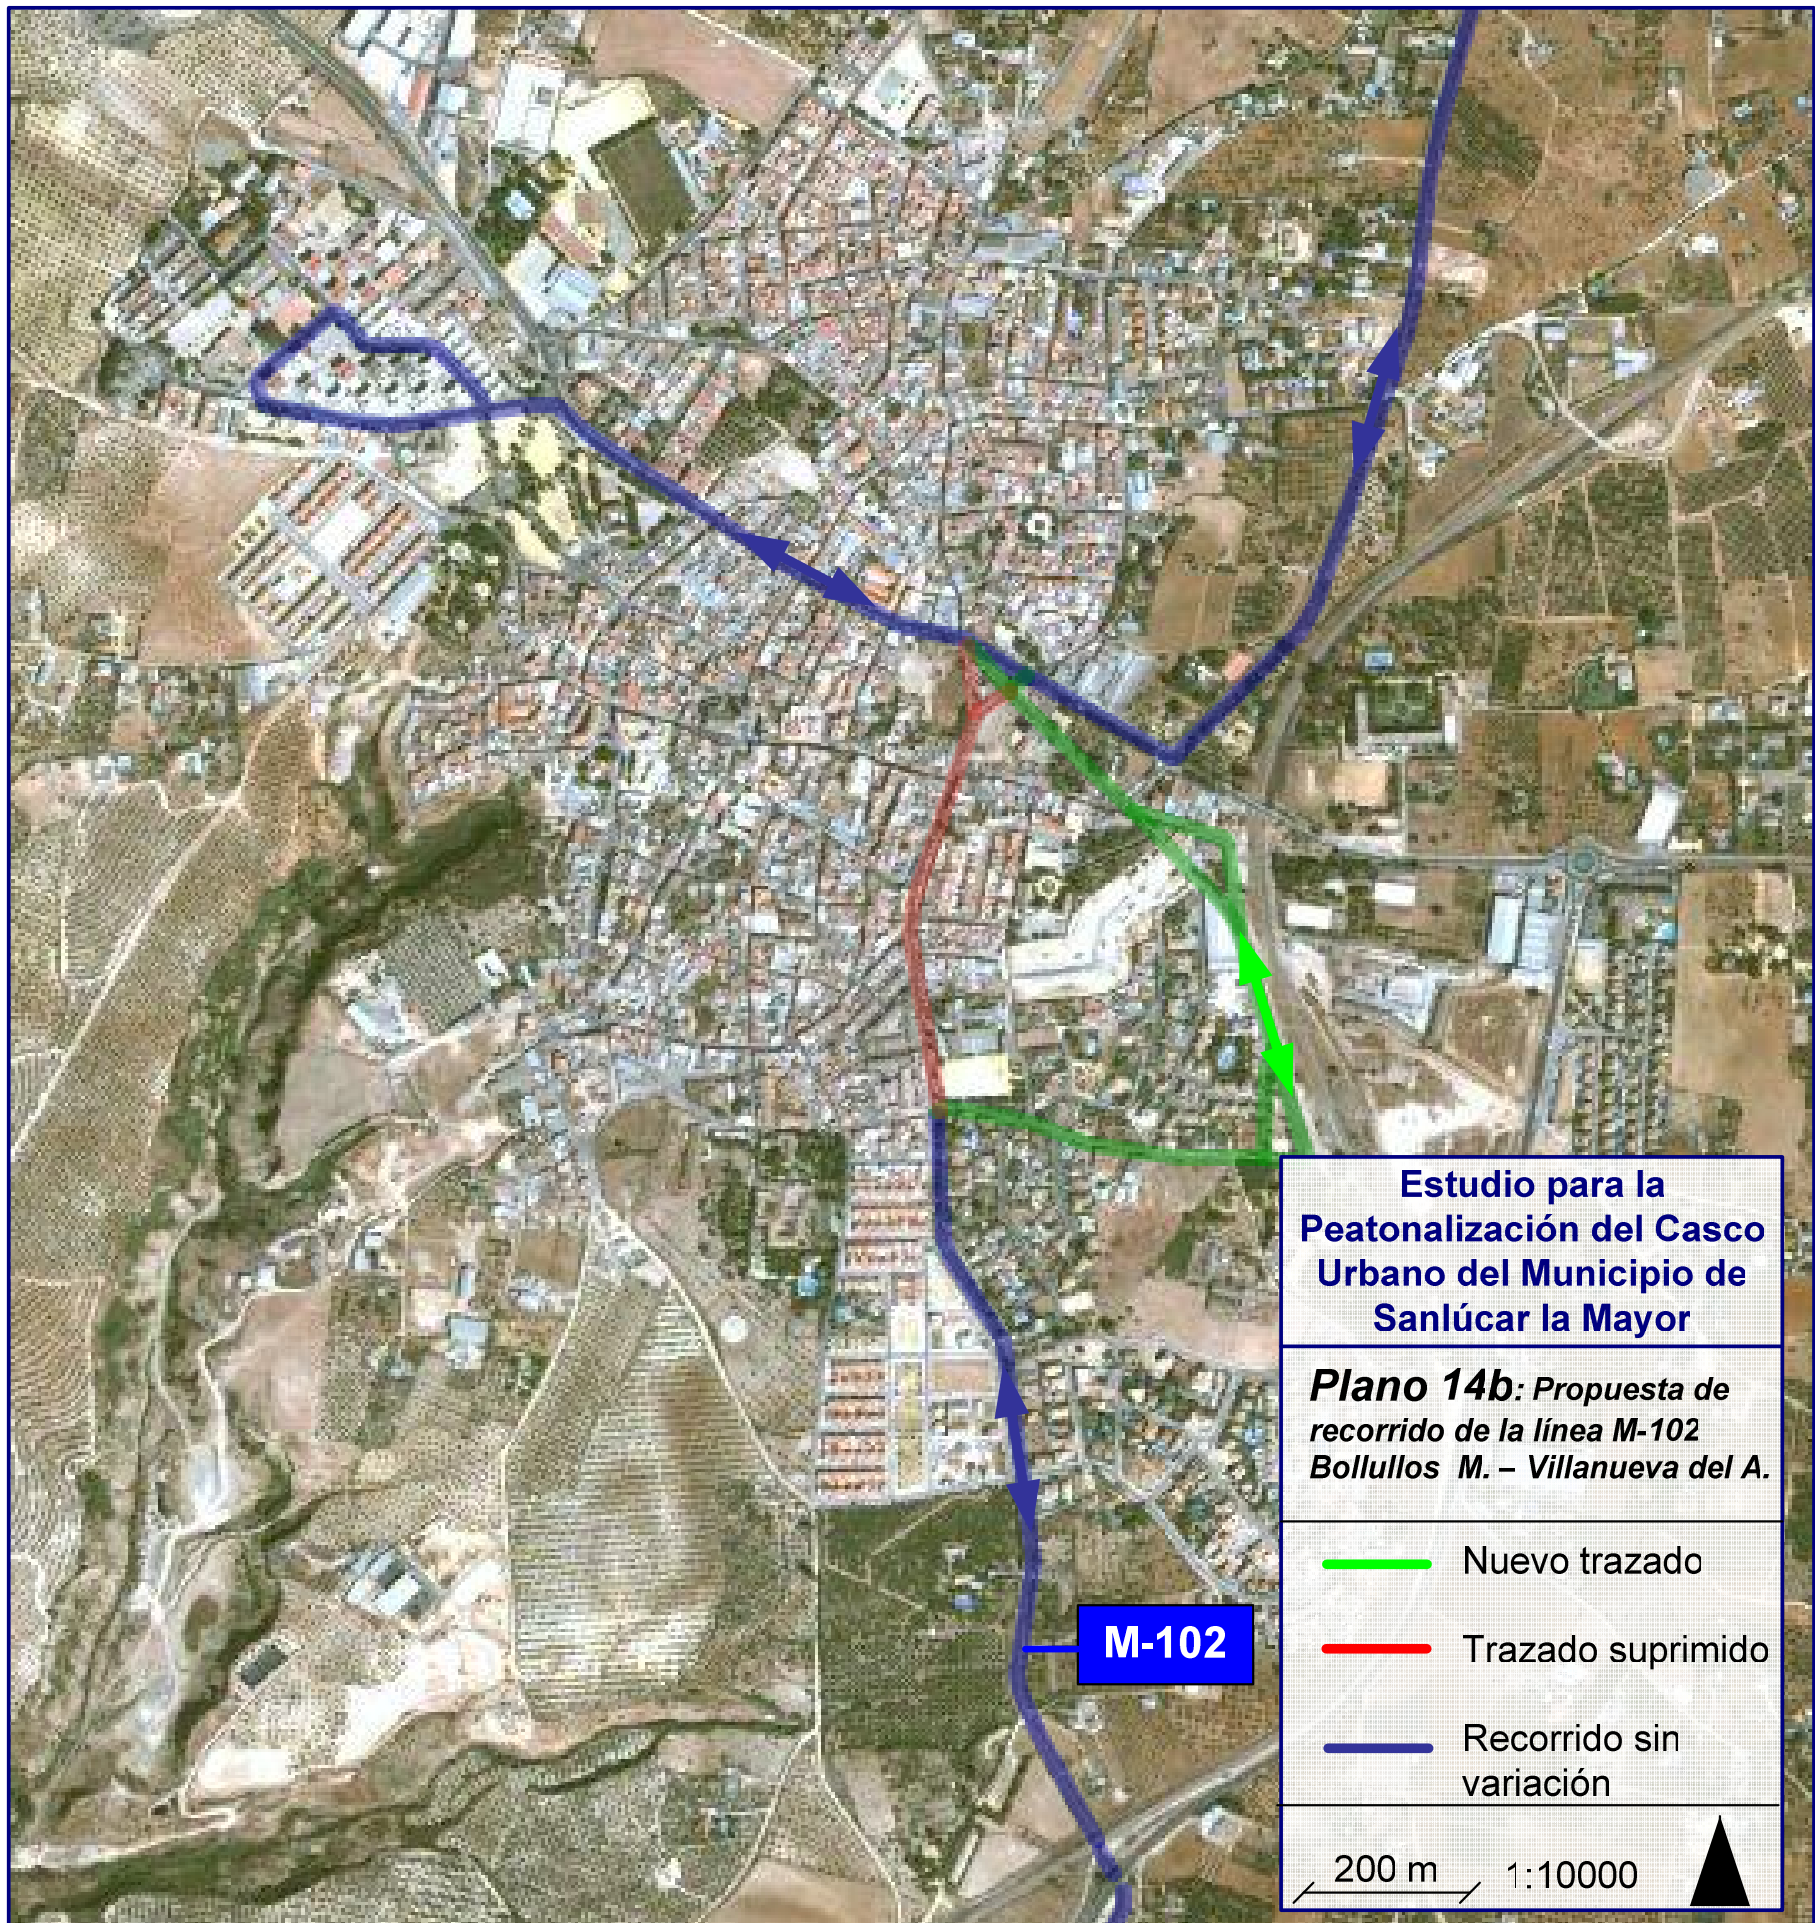 Estudio para la
Peatonalización del Casco
Urbano del Municipio de
Sanlúcar la Mayor
Plano 14b: Propuesta de
recorrido de la línea M-102
Bollullos M. – Villanueva del A.
Nuevo trazado
M-102
Trazado suprimido
Recorrido sin
variación
200 m 1:10000